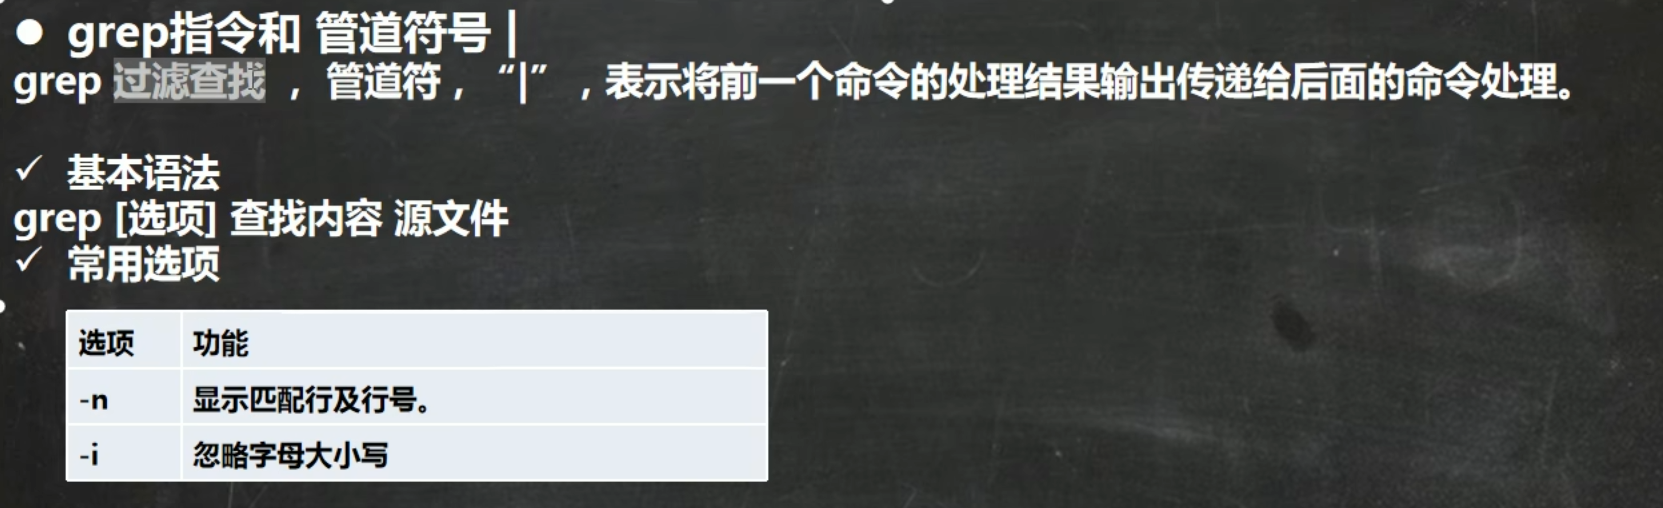 ● grep指令和 管道符号 |
grep 过滤查找 ， 管道符，“|” ，表示将前一个命令的处理结果输出传递给后面的命令处理。
✓ 基本语法
grep [选项] 查找内容 源文件
✓ 常用选项
选项 功能
-n 显示匹配行及行号。
-i 忽略字母大小写